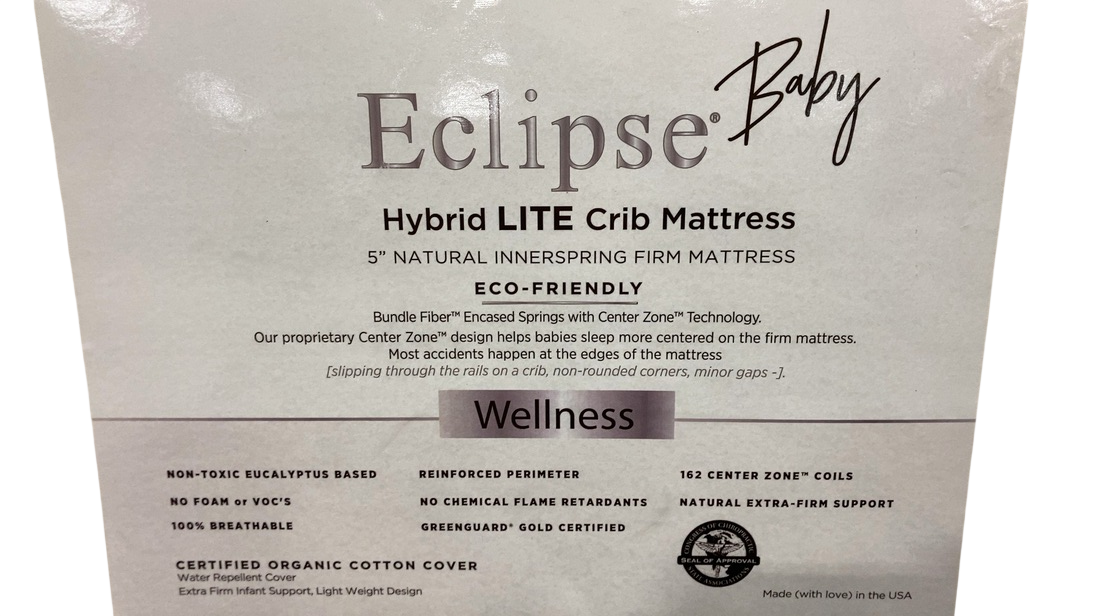 Eclipse® Baby
Hybrid LITE Crib Mattress
5” NATURAL INNERSPRING FIRM MATTRESS
ECO-FRIENDLY
Bundle Fiber™ Encased Springs with Center Zone™ Technology.
Our proprietary Center Zone™ design helps babies sleep more centered on the firm mattress.
Most accidents happen at the edges of the mattress
[slipping through the rails on a crib, non-rounded corners, minor gaps -].
Wellness
NON-TOXIC EUCALYPTUS BASED
NO FOAM or VOC'S
100% BREATHABLE
REINFORCED PERIMETER
NO CHEMICAL FLAME RETARDANTS
GREENGUARD® GOLD CERTIFIED
162 CENTER ZONE™ COILS
NATURAL EXTRA-FIRM SUPPORT
CONGRESS OF CHIROPRACTIC
SEAL OF APPROVAL
STATE ASSOCIATIONS
CERTIFIED ORGANIC COTTON COVER
Water Repellent Cover
Extra Firm Infant Support, Light Weight Design
Made (with love) in the USA